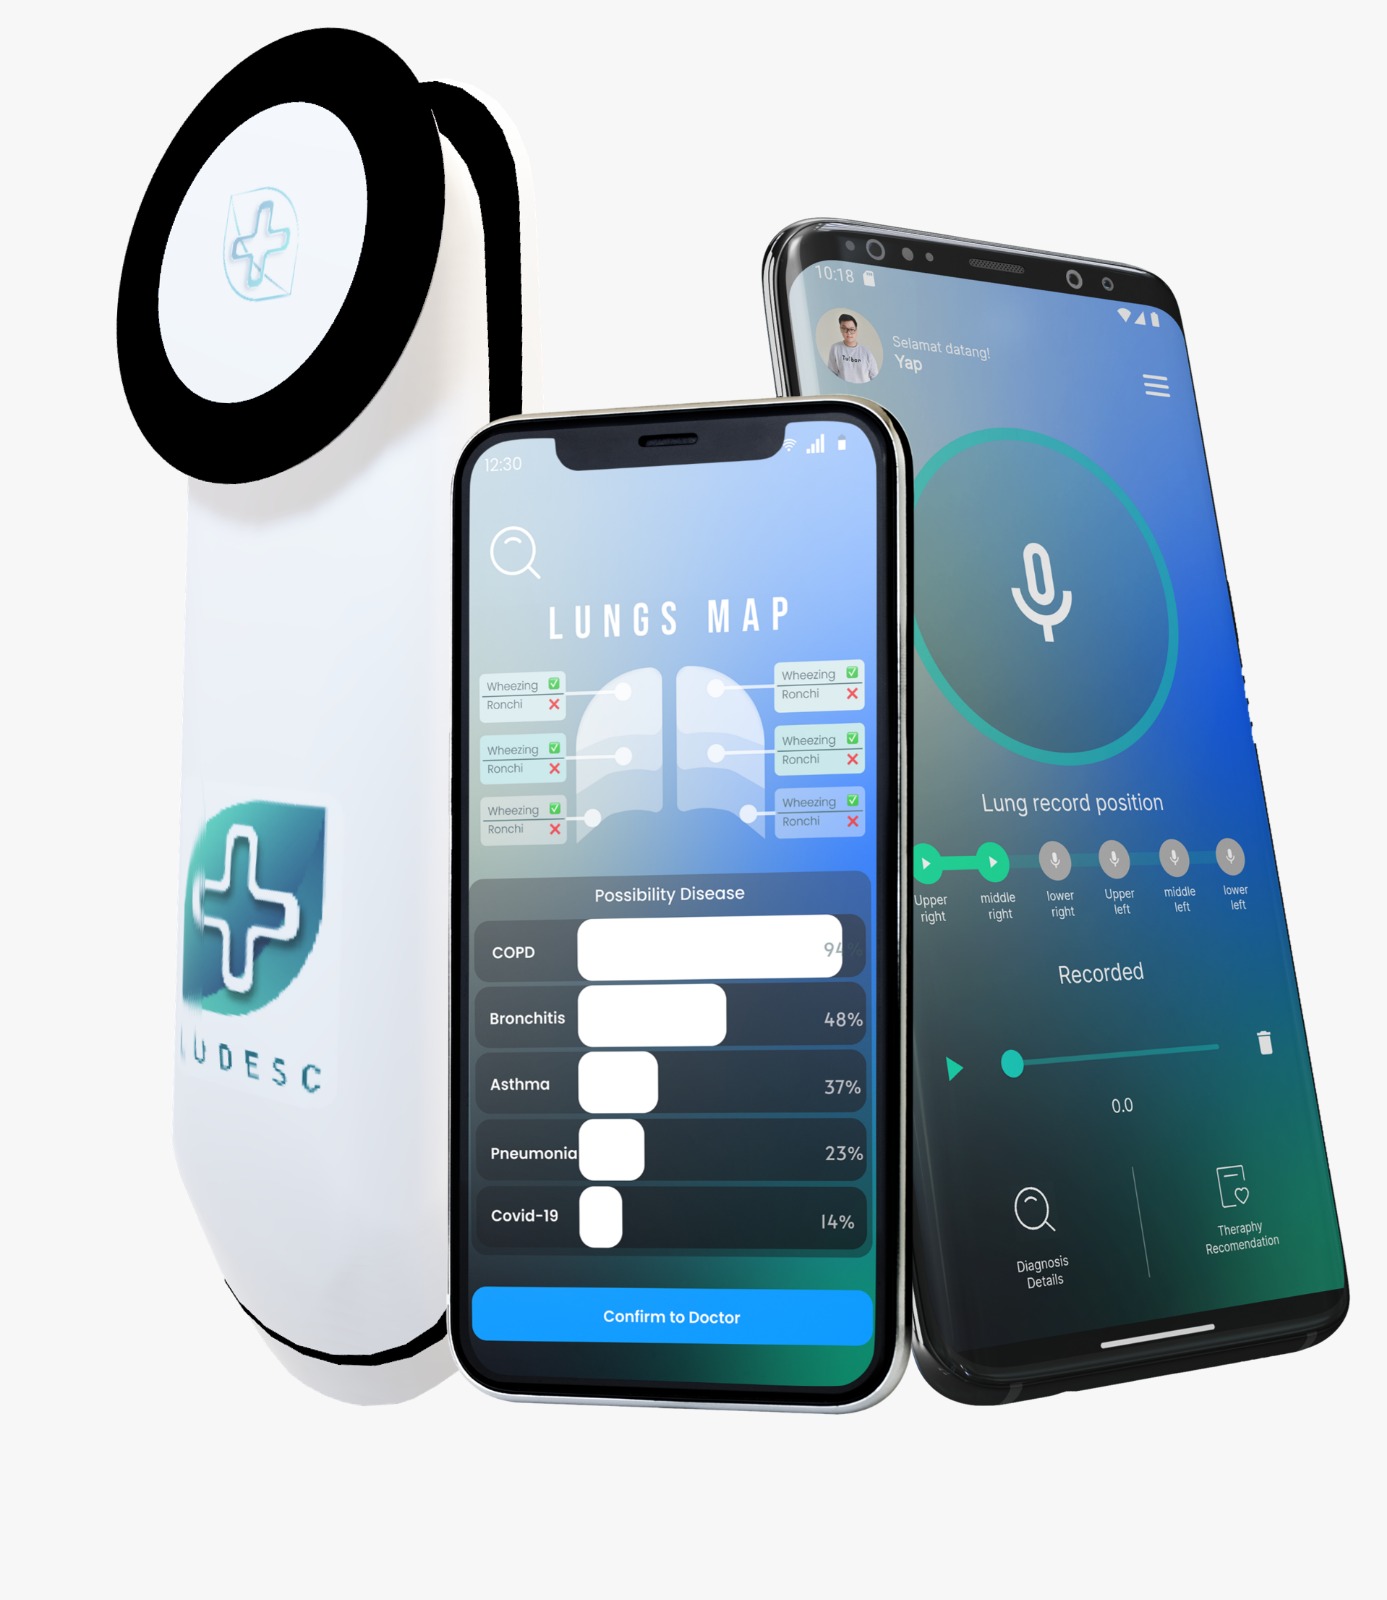 LUDESC
12:30
LUNGS MAP
Wheezing
Ronchi
Wheezing
Ronchi
Wheezing
Ronchi
Wheezing
Ronchi
Wheezing
Ronchi
Wheezing
Ronchi
Possibility Disease
COPD 94%
Bronchitis 48%
Asthma 37%
Pneumonia 23%
Covid-19 14%
Confirm to Doctor
10:18
Selamat datang!
Yap
Lung record position
Upper right
middle right
lower right
Upper left
middle left
lower left
Recorded
0.0
Diagnosis
Details
Theraphy
Recomendation